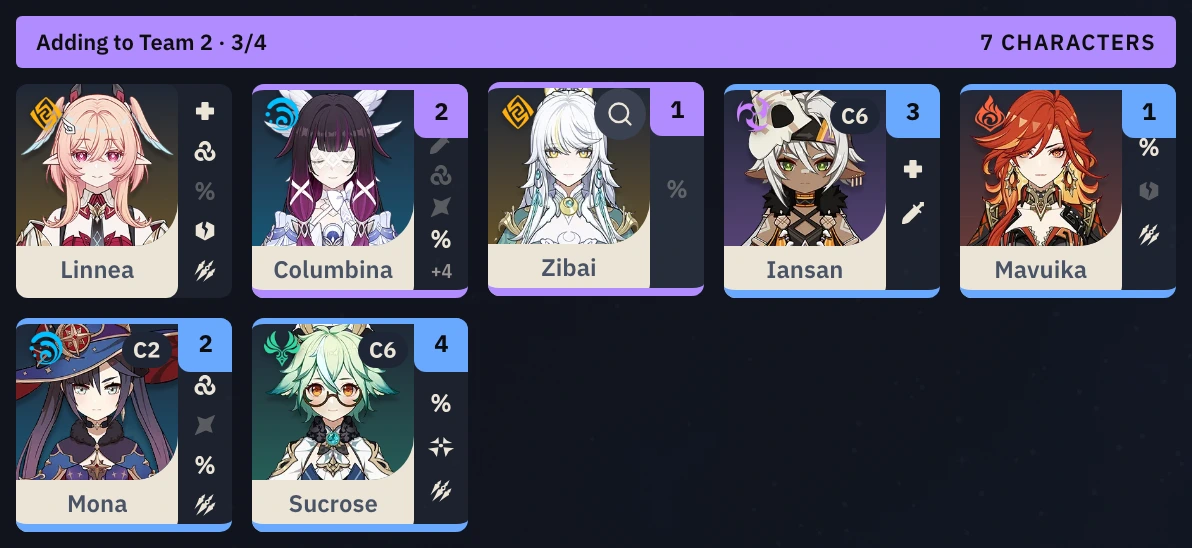 Adding to Team 2 · 3/4
7 CHARACTERS
Linnea
2
%
+4
Columbina
1
%
Zibai
C6
3
Iansan
1
%
Mavuika
%
C2
2
%
Mona
C6
4
%
Sucrose